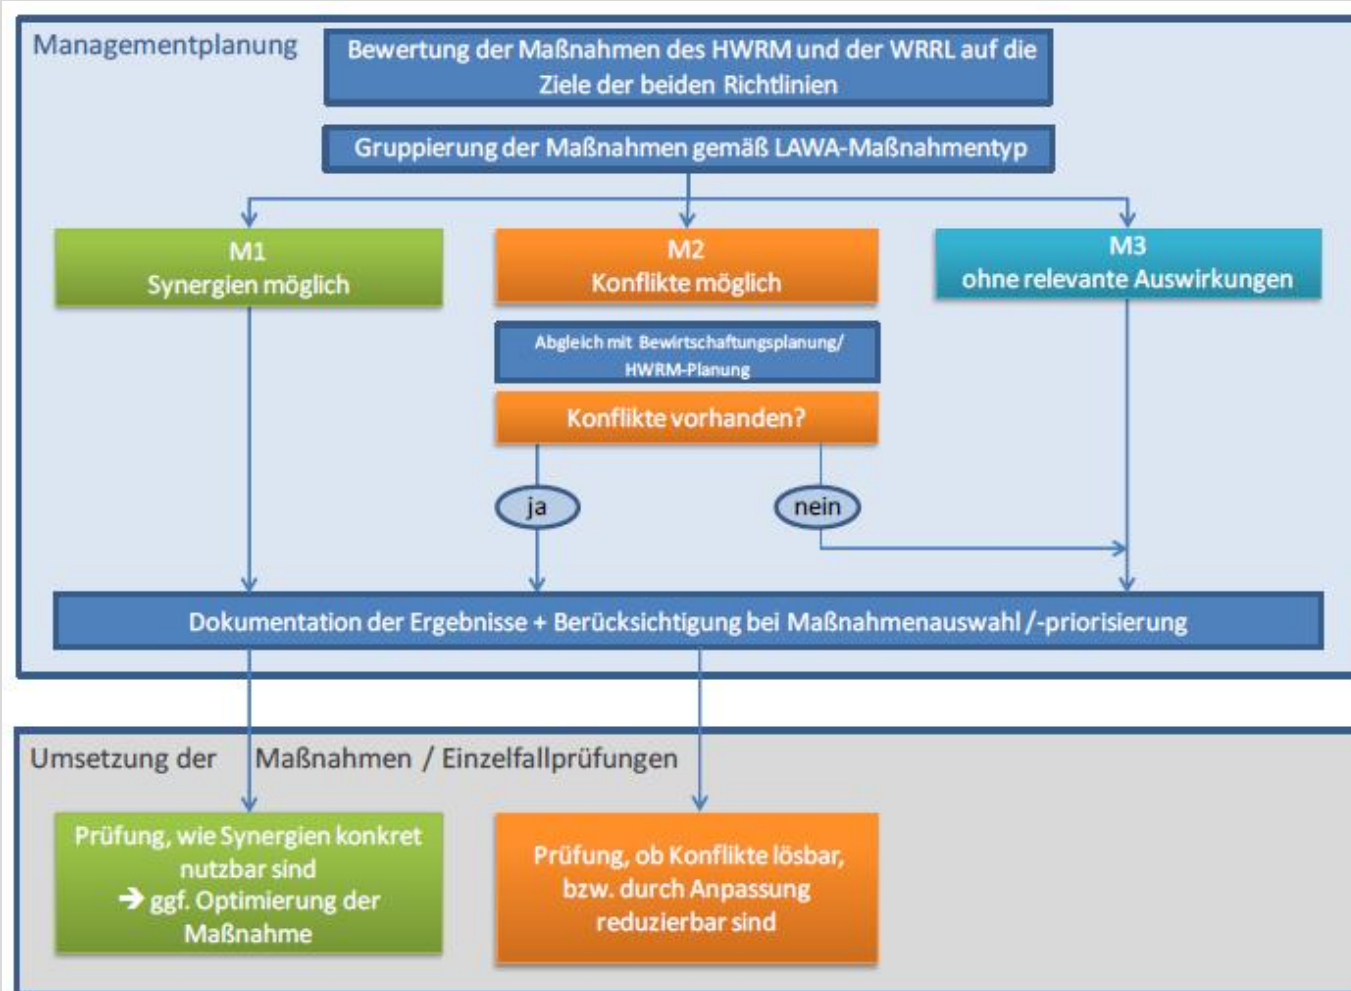 Managementplanung
Bewertung der Maßnahmen des HWRM und der WRRL auf die
Ziele der beiden Richtlinien
Gruppierung der Maßnahmen gemäß LAWA-Maßnahmentyp
M1
Synergien möglich
M2
Konflikte möglich
M3
ohne relevante Auswirkungen
Abgleich mit Bewirtschaftungsplanung/
HWRM-Planung
Konflikte vorhanden?
ja
nein
Dokumentation der Ergebnisse + Berücksichtigung bei Maßnahmenauswahl /-priorisierung
Umsetzung der Maßnahmen / Einzelfallprüfungen
Prüfung, wie Synergien konkret
nutzbar sind
➔ ggf. Optimierung der
Maßnahme
Prüfung, ob Konflikte lösbar,
bzw. durch Anpassung
reduzierbar sind